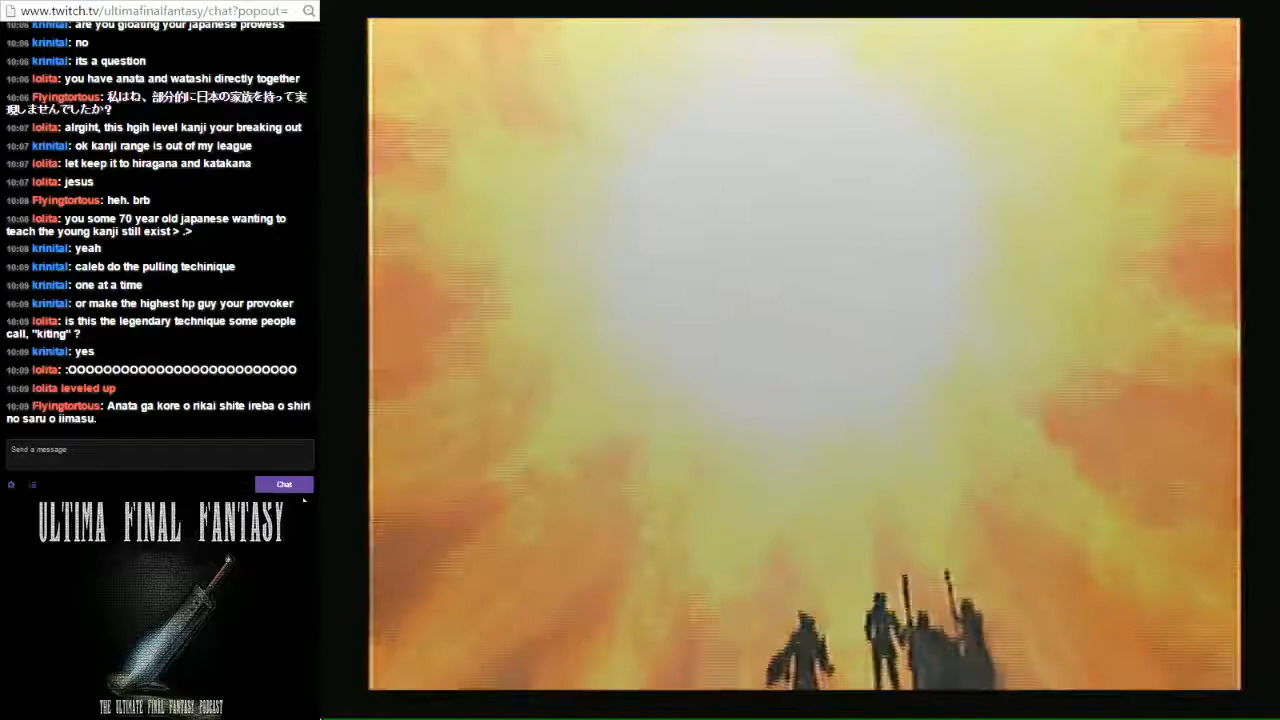 www.twitch.tv/ultimafinalfantasy/chat?popout=
10:06 krinital: are you gloating your japanese prowess
10:06 krinital: no
10:06 krinital: its a question
10:06 lolita: you have anata and watashi directly together
10:06 Flyingtortous: 私はね、部分的に日本の家族を持って実
現しませんでしたか?
10:07 lolita: alrgiht, this hgih level kanji your breaking out
10:07 krinital: ok kanji range is out of my league
10:07 lolita: let keep it to hiragana and katakana
10:07 lolita: jesus
10:08 Flyingtortous: heh. brb
10:08 lolita: you some 70 year old japanese wanting to
teach the young kanji still exist > .>
10:08 krinital: yeah
10:09 krinital: caleb do the pulling techinique
10:09 krinital: one at a time
10:09 krinital: or make the highest hp guy your provoker
10:09 lolita: is this the legendary technique some people
call, "kiting" ?
10:09 krinital: yes
10:09 lolita: :OOOOOOOOOOOOOOOOOOOOOOOOOO
10:09 lolita leveled up
10:09 Flyingtortous: Anata ga kore o rikai shite ireba o shiri
no saru o iimasu.
Send a message
Chat
ULTIMA FINAL FANTASY
THE ULTIMATE FINAL FANTASY PODCAST